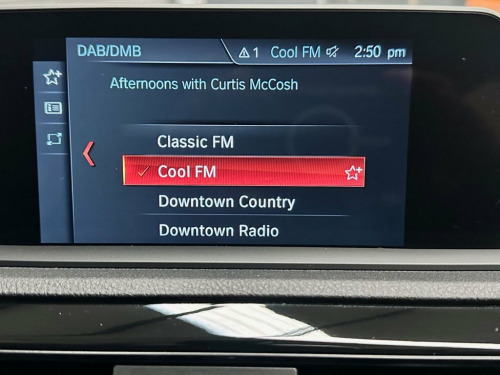 DAB/DMB 1 Cool FM 2:50 pm
Afternoons with Curtis McCosh
Classic FM
Cool FM
Downtown Country
Downtown Radio